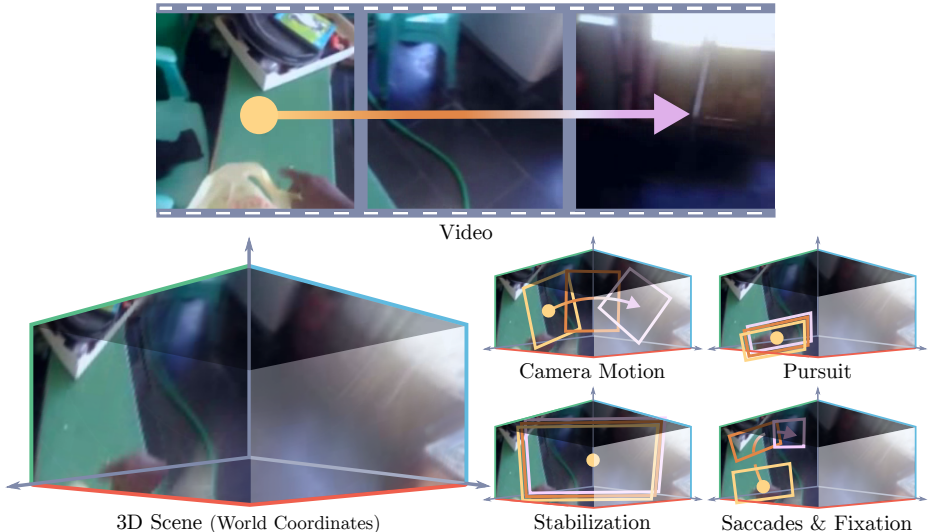 Video
Camera Motion
Pursuit
3D Scene (World Coordinates)
Stabilization
Saccades & Fixation